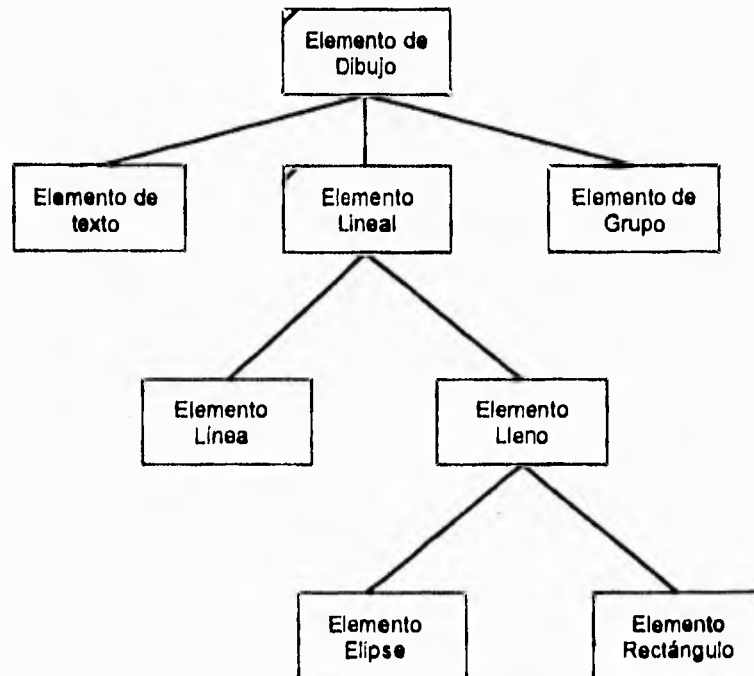 Elemento de
Dibujo
Elemento de
texto
Elemento
Lineal
Elemento de
Grupo
Elemento
Línea
Elemento
Lleno
Elemento
Elipse
Elemento
Rectángulo